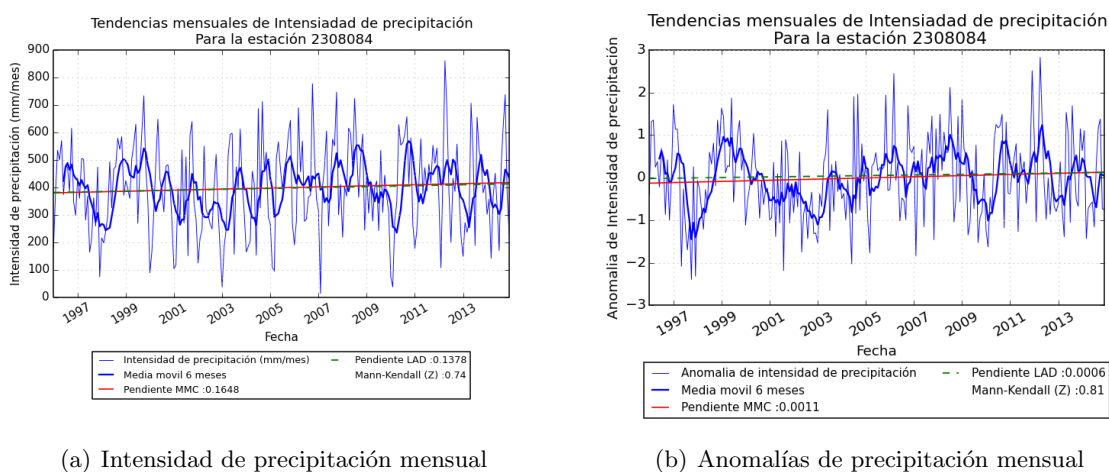 Tendencias mensuales de Intensiadad de precipitación
Para la estación 2308084
Intensidad de precipitación (mm/mes)
900
800
700
600
500
400
300
200
100
0
1997
1999
2001
2003
2005
2007
2009
2011
2013
Fecha
Intensidad de precipitación (mm/mes)
Media movil 6 meses
Pendiente MMC :0.1648
Pendiente LAD :0.1378
Mann-Kendall (Z) :0.74
(a) Intensidad de precipitación mensual
Tendencias mensuales de Intensiadad de precipitación
Para la estación 2308084
Anomalia de Intensidad de precipitación
3
2
1
0
−1
−2
−3
1997
1999
2001
2003
2005
2007
2009
2011
2013
Fecha
Anomalia de intensidad de precipitación
Media movil 6 meses
Pendiente MMC :0.0011
Pendiente LAD :0.0006
Mann-Kendall (Z) :0.81
(b) Anomalías de precipitación mensual